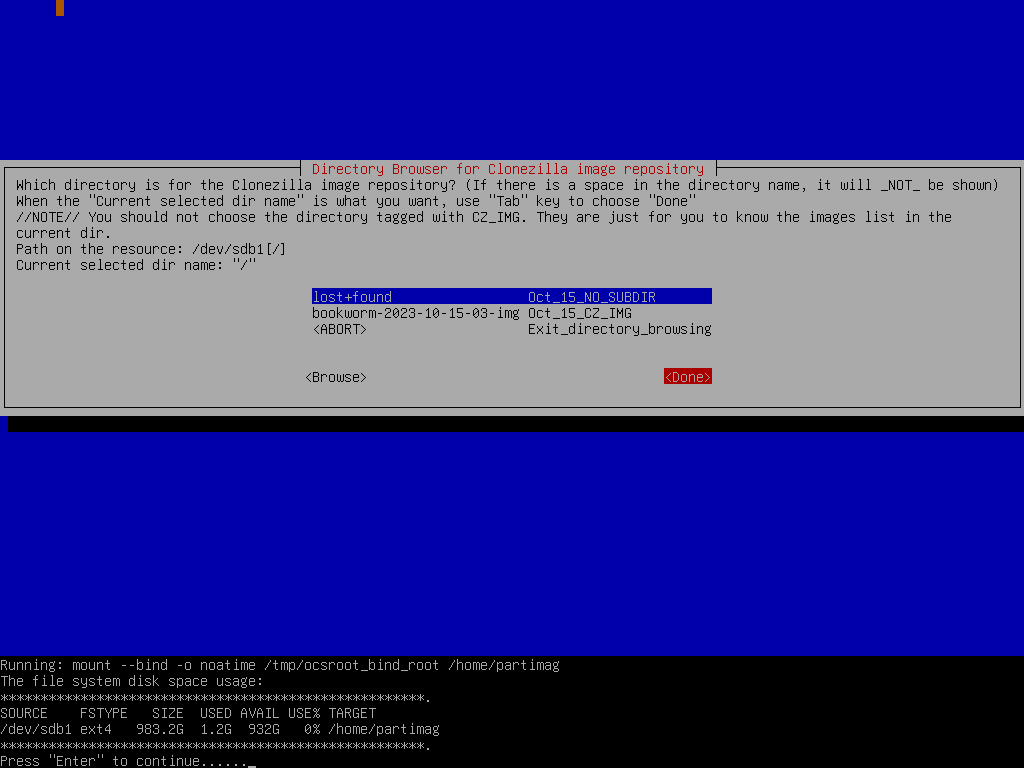 Directory Browser for Clonezilla image repository
Which directory is for the Clonezilla image repository? (If there is a space in the directory name, it will _NOT_ be shown)
When the "Current selected dir name" is what you want, use "Tab" key to choose "Done"
//NOTE// You should not choose the directory tagged with CZ_IMG. They are just for you to know the images list in the
current dir.
Path on the resource: /dev/sdb1[/]
Current selected dir name: "/"
lost+found Oct_15_NO_SUBDIR
bookworm-2023-10-15-03-img Oct_15_CZ_IMG
<ABORT> Exit_directory_browsing
<Browse> <Done>
Running: mount --bind -o noatime /tmp/ocsroot_bind_root /home/partimag
The file system disk space usage:
*****************************************************.
SOURCE FSTYPE SIZE USED AVAIL USE% TARGET
/dev/sdb1 ext4 983.2G 1.2G 932G 0% /home/partimag
*****************************************************.
Press "Enter" to continue......_